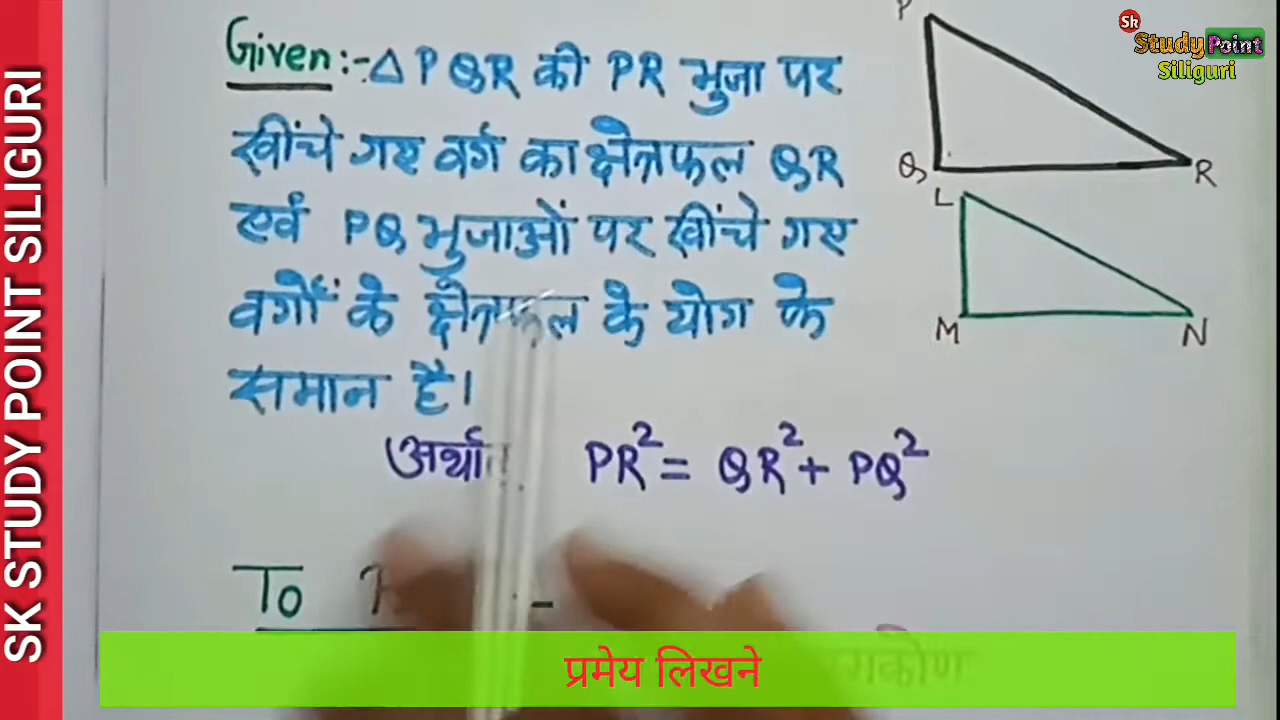 SK STUDY POINT SILIGURI
Sk
Study Point
Siliguri
Given:- △PQR की PR भुजा पर
खींचे गए वर्ग का क्षेत्रफल QR
एवं PQ भुजाओं पर खींचे गए
वर्गों के क्षेत्रफल के योग के
समान है।
PR² = QR² + PQ²
To
P
Q
R
L
M
N
प्रमेय लिखने